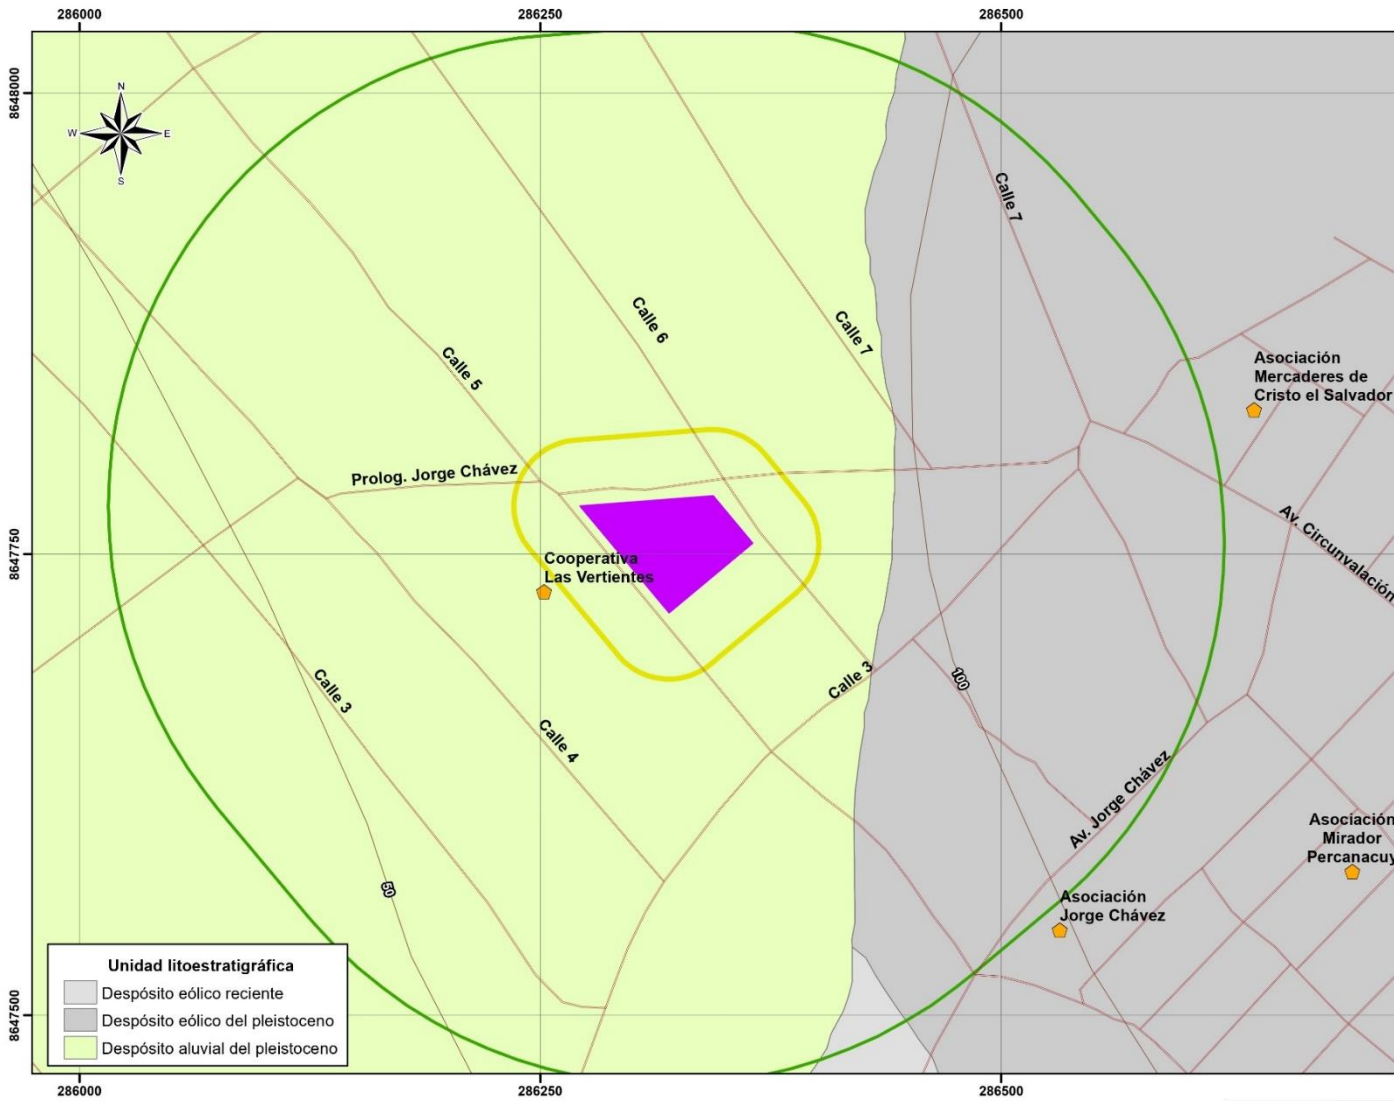 286000
286250
286500
8648000
N
W
E
S
Calle 7
Calle 6
Calle 7
Calle 5
Asociación
Mercaderes de
Cristo el Salvador
Prolog. Jorge Chávez
Av. Circunvalación
8647750
Cooperativa
Las Vertientes
Calle 3
Calle 3
100
Calle 4
Av. Jorge Chávez
Asociación
Mirador
Percanacuy
50
Asociación
Jorge Chávez
Unidad litoestratigráfica
Despósito eólico reciente
Despósito eólico del pleistoceno
Despósito aluvial del pleistoceno
8647500
286000
286250
286500